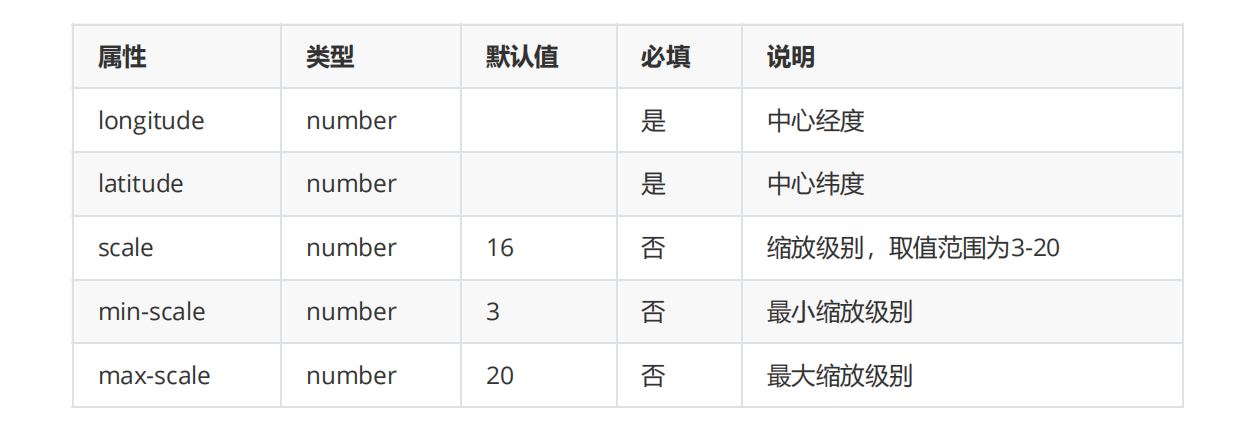 属性 类型 默认值 必填 说明
longitude number 是 中心经度
latitude number 是 中心纬度
scale number 16 否 缩放级别，取值范围为3-20
min-scale number 3 否 最小缩放级别
max-scale number 20 否 最大缩放级别